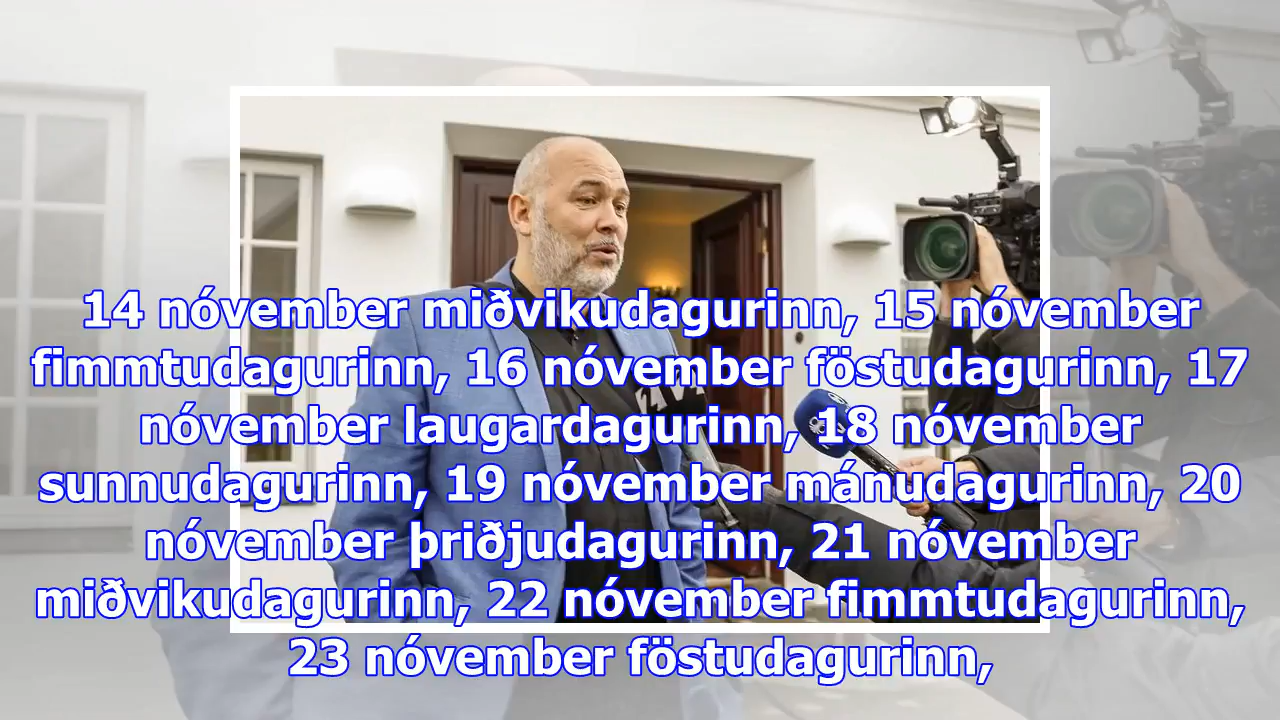 14 nóvember miðvikudagurinn, 15 nóvember
fimmtudagurinn, 16 nóvember föstudagurinn, 17
nóvember laugardagurinn, 18 nóvember
sunnudagurinn, 19 nóvember mánudagurinn, 20
nóvember þriðjudagurinn, 21 nóvember
miðvikudagurinn, 22 nóvember fimmtudagurinn,
23 nóvember föstudagurinn,